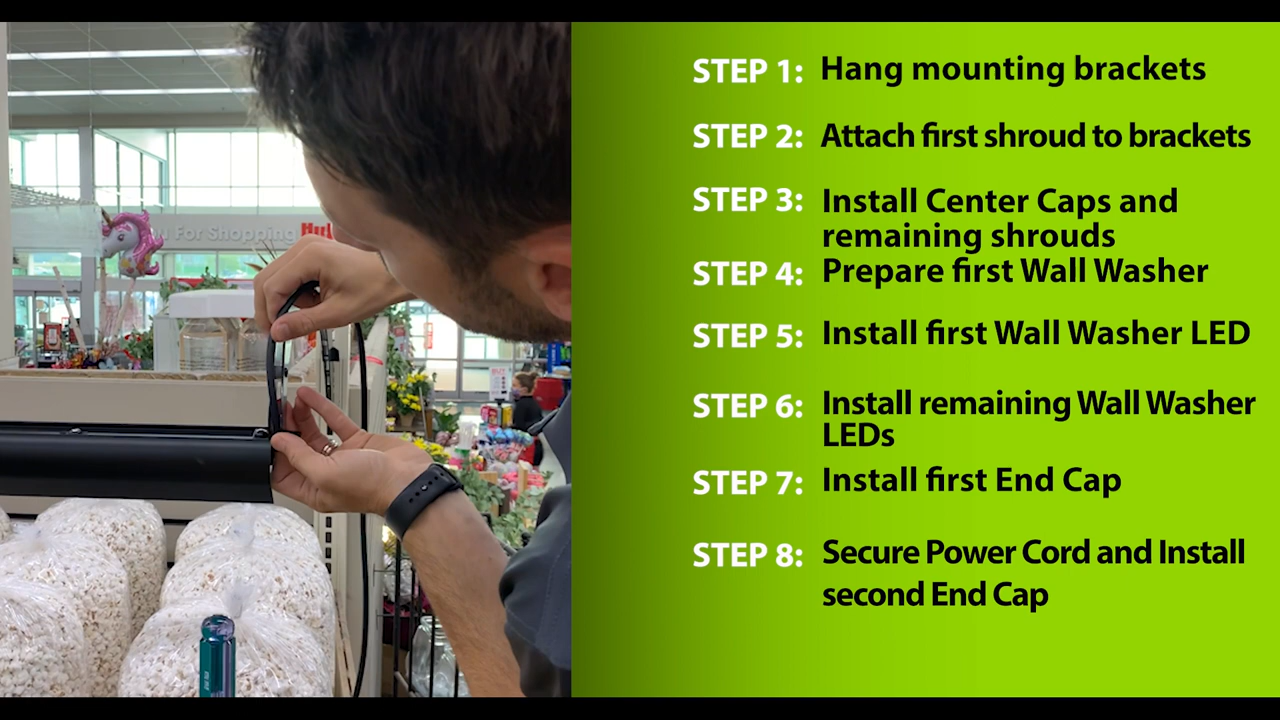 STEP 1: Hang mounting brackets
STEP 2: Attach first shroud to brackets
STEP 3: Install Center Caps and
remaining shrouds
STEP 4: Prepare first Wall Washer
STEP 5: Install first Wall Washer LED
STEP 6: Install remaining Wall Washer
LEDs
STEP 7: Install first End Cap
STEP 8: Secure Power Cord and Install
second End Cap
For Shopping